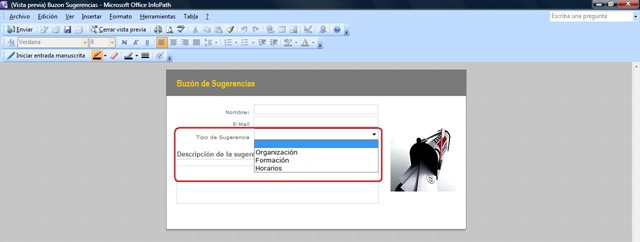 (Vista previa) Buzon Sugerencias - Microsoft Office InfoPath
Archivo Edición Ver Insertar Formato Herramientas Tabla ?
Escriba una pregunta
Enviar Cerrar vista previa
Verdana 8 N K S
Iniciar entrada manuscrita
Buzón de Sugerencias
Nombre:
E-Mail
Tipo de Sugerencia
Organización
Descripción de la sugere
Formación
Horarios